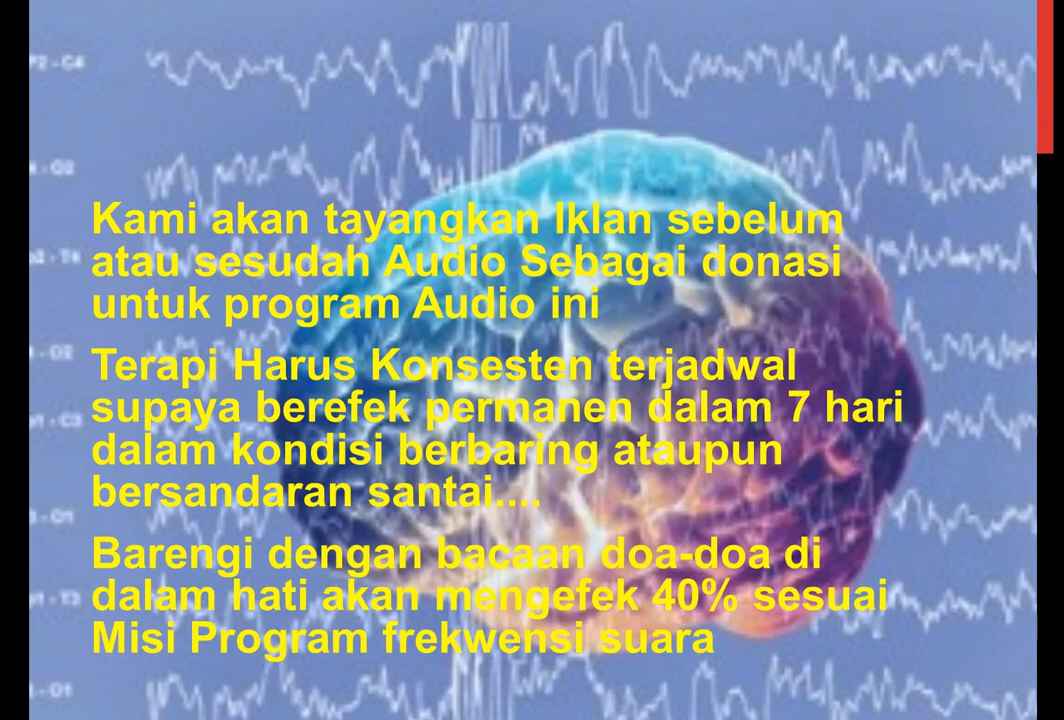 P2 - C4
Kami akan tayangkan Iklan sebelum
atau sesudah Audio Sebagai donasi
untuk program Audio ini
Terapi Harus Konsesten terjadwal
supaya berefek permanen dalam 7 hari
dalam kondisi berbaring ataupun
bersandaran santai....
Barengi dengan bacaan doa-doa di
dalam hati akan mengefek 40% sesuai
Misi Program frekwensi suara